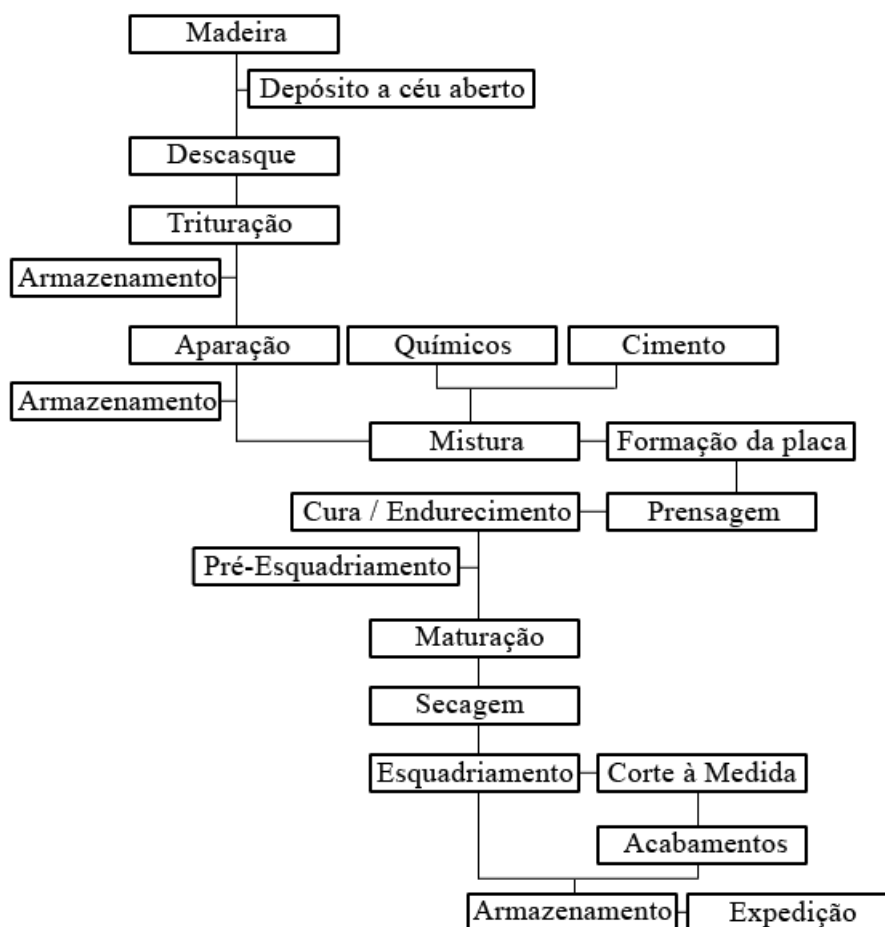 Madeira
Depósito a céu aberto
Descasque
Trituração
Armazenamento
Aparação
Químicos
Cimento
Armazenamento
Mistura
Formação da placa
Cura / Endurecimento
Prensagem
Pré-Esquadriamento
Maturação
Secagem
Esquadriamento
Corte à Medida
Acabamentos
Armazenamento
Expedição